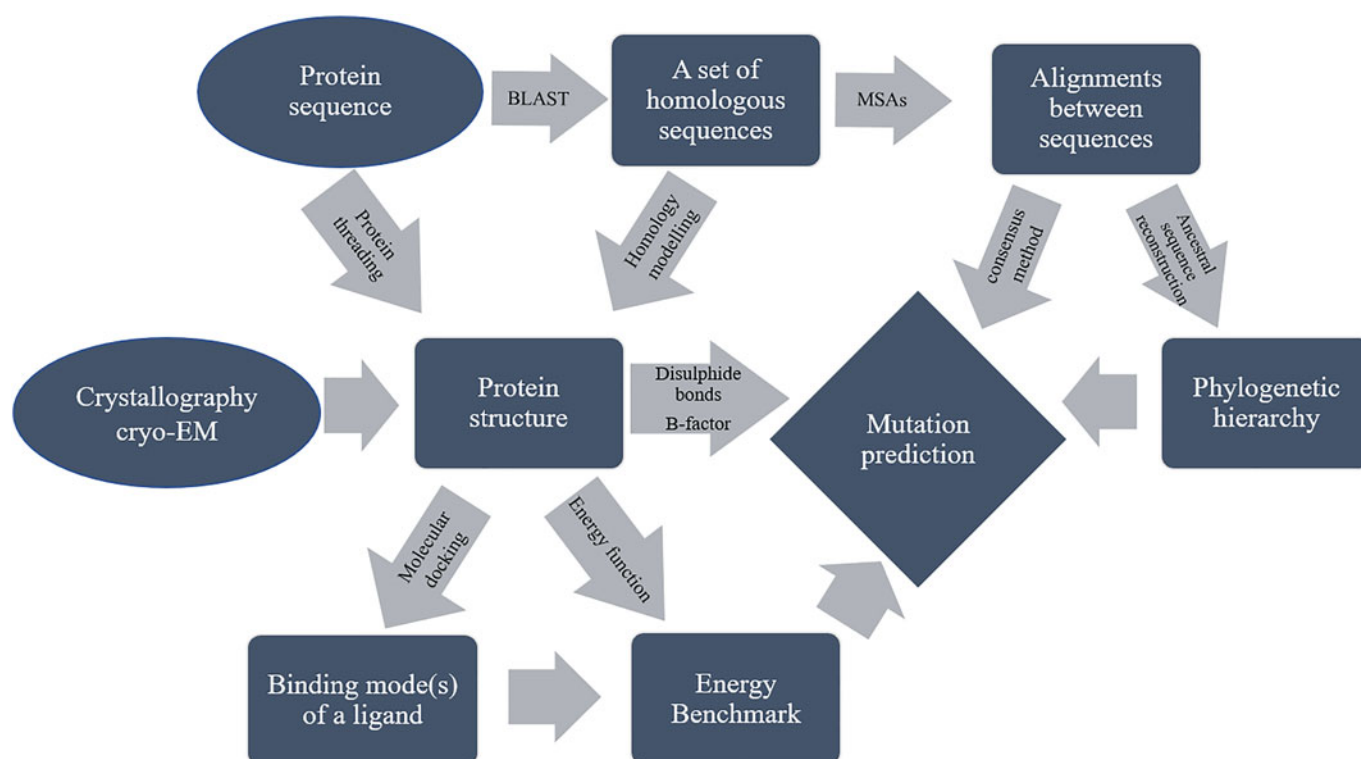 Protein
sequence
BLAST
A set of
homologous
sequences
MSAs
Alignments
between
sequences
Protein
threading
Homology
modelling
consensus
method
Ancestral
sequence
reconstruction
Crystallography
cryo-EM
Protein
structure
Disulphide
bonds
B-factor
Mutation
prediction
Phylogenetic
hierarchy
Molecular
docking
Energy function
Binding mode(s)
of a ligand
Energy
Benchmark